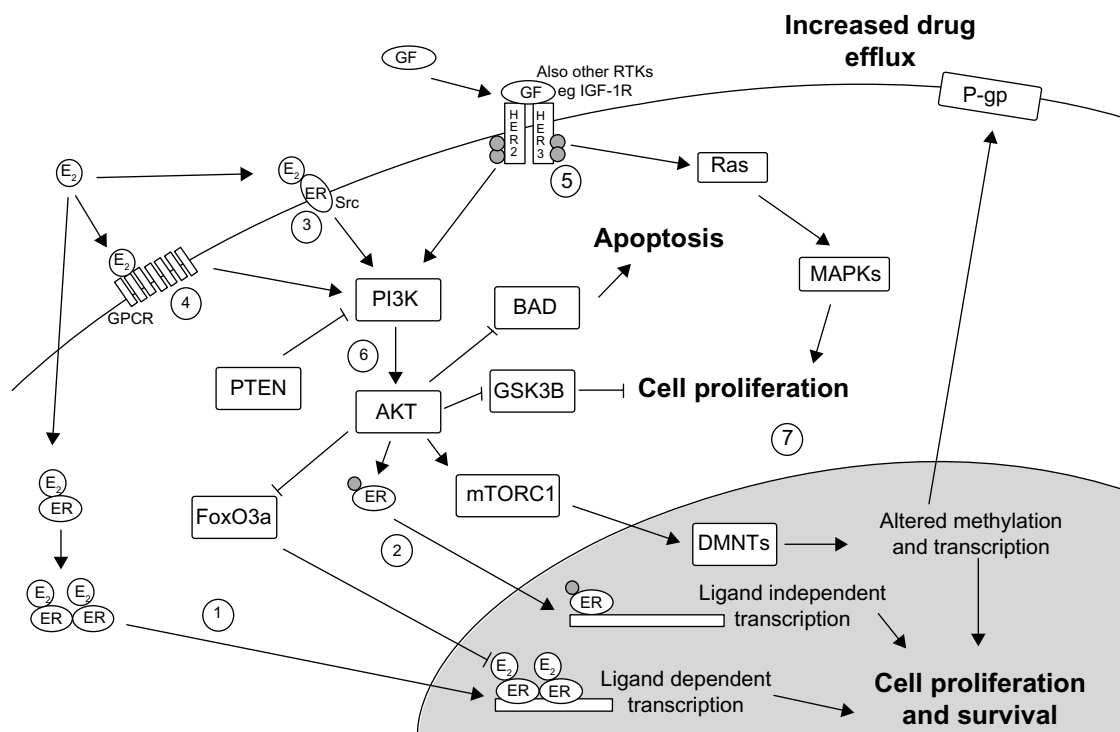 Increased drug
efflux
GF
Also other RTKs
eg IGF-1R
GF
P-gp
HER2
HER3
E2
E2
ER
Src
3
5
Ras
E2
GPCR
4
Apoptosis
MAPKs
PI3K
BAD
6
PTEN
AKT
GSK3B
Cell proliferation
7
E2
ER
FoxO3a
ER
mTORC1
2
DMNTs
Altered methylation
and transcription
E2
E2
ER
ER
1
ER
Ligand independent
transcription
E2
E2
ER
ER
Ligand dependent
transcription
Cell proliferation
and survival